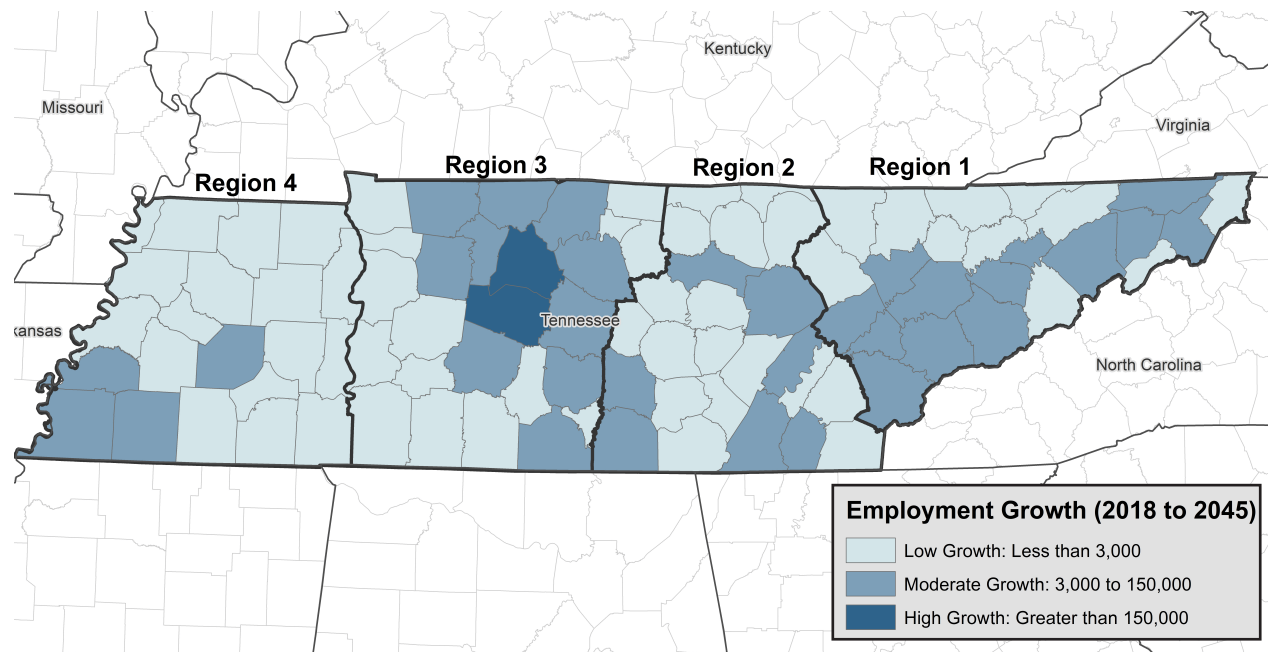 Kentucky
Missouri
Virginia
Region 3
Region 2
Region 1
Region 4
kansas
Tennessee
North Carolina
Employment Growth (2018 to 2045)
Low Growth: Less than 3,000
Moderate Growth: 3,000 to 150,000
High Growth: Greater than 150,000